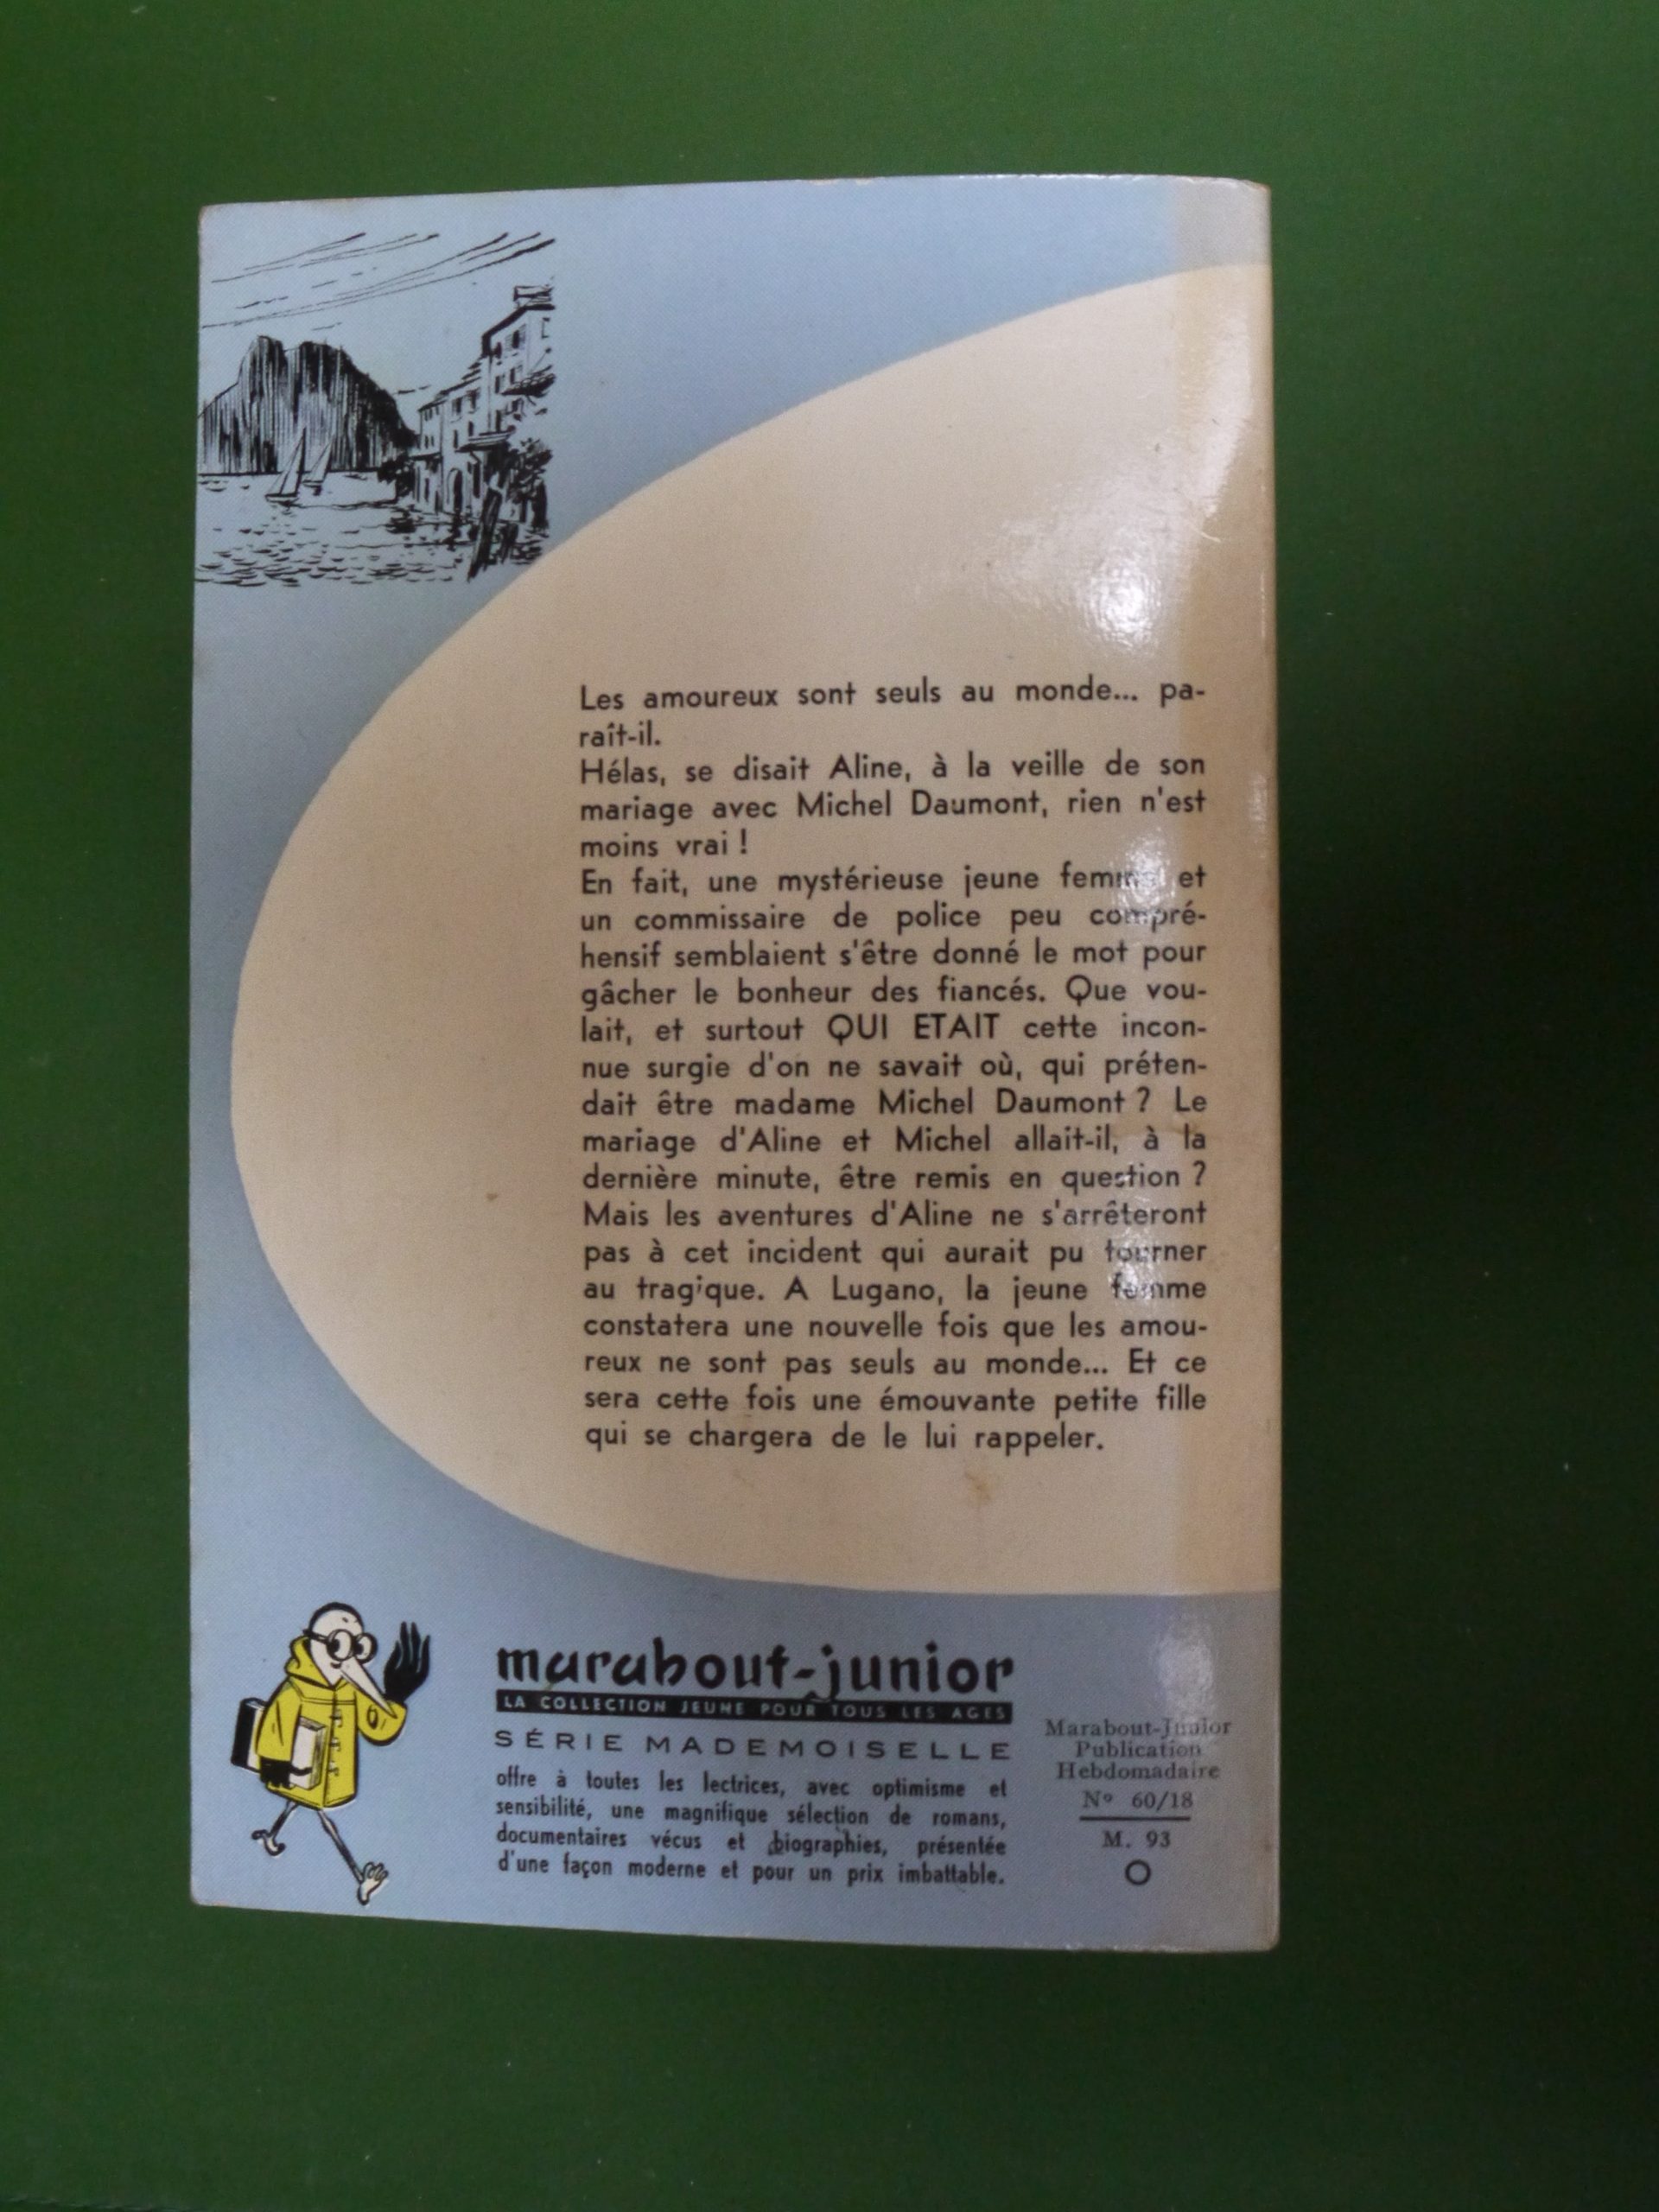 Les amoureux sont seuls au monde... pa-
raît-il.
Hélas, se disait Aline, à la veille de son
mariage avec Michel Daumont, rien n'est
moins vrai !
En fait, une mystérieuse jeune femme et
un commissaire de police peu compré-
hensif semblaient s'être donné le mot pour
gâcher le bonheur des fiancés. Que vou-
lait, et surtout QUI ETAIT cette incon-
nue surgie d'on ne savait où, qui préten-
dait être madame Michel Daumont ? Le
mariage d'Aline et Michel allait-il, à la
dernière minute, être remis en question ?
Mais les aventures d'Aline ne s'arrêteront
pas à cet incident qui aurait pu tourner
au tragique. A Lugano, la jeune femme
constatera une nouvelle fois que les amou-
reux ne sont pas seuls au monde... Et ce
sera cette fois une émouvante petite fille
qui se chargera de le lui rappeler.
marabout-junior
LA COLLECTION JEUNE POUR TOUS LES AGES
SÉRIE MADEMOISELLE
offre à toutes les lectrices, avec optimisme et
sensibilité, une magnifique sélection de romans,
documentaires vécus et biographies, présentée
d'une façon moderne et pour un prix imbattable.
Marabout-Junior
Publication
Hebdomadaire
Nº 60/18
M. 93
O